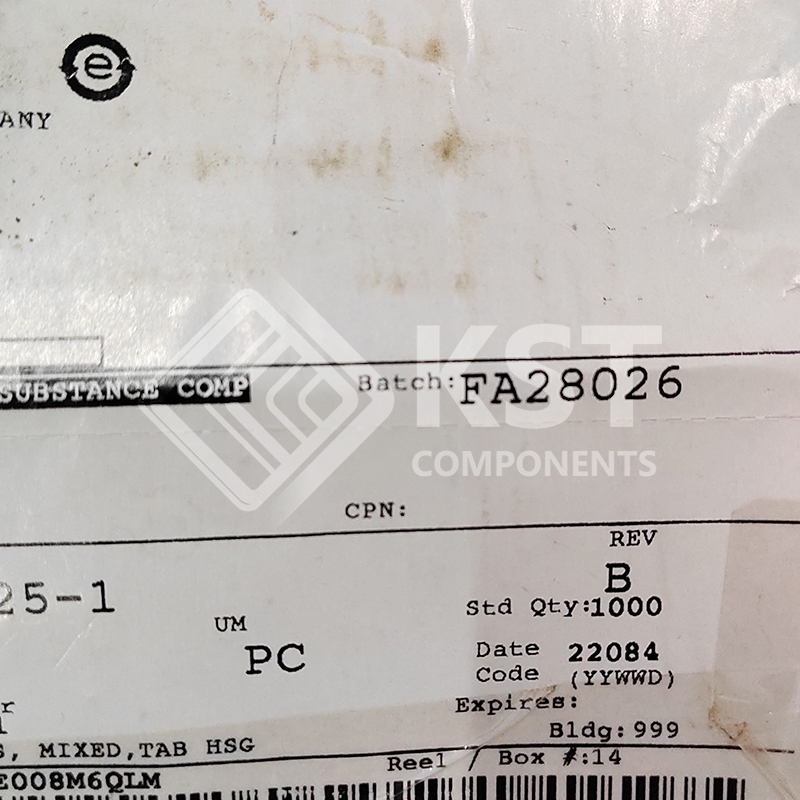 e
ANY
KST
SUBSTANCE COMP Batch:FA28026
COMPONENTS
CPN:
REV
B
25-1
Std Qty:1000
UM
PC
Date 22084
Code (YYWWD)
r
Expires:
Bldg:999
, MIXED,TAB HSG
Reel / Box #:14
E008M6QLM